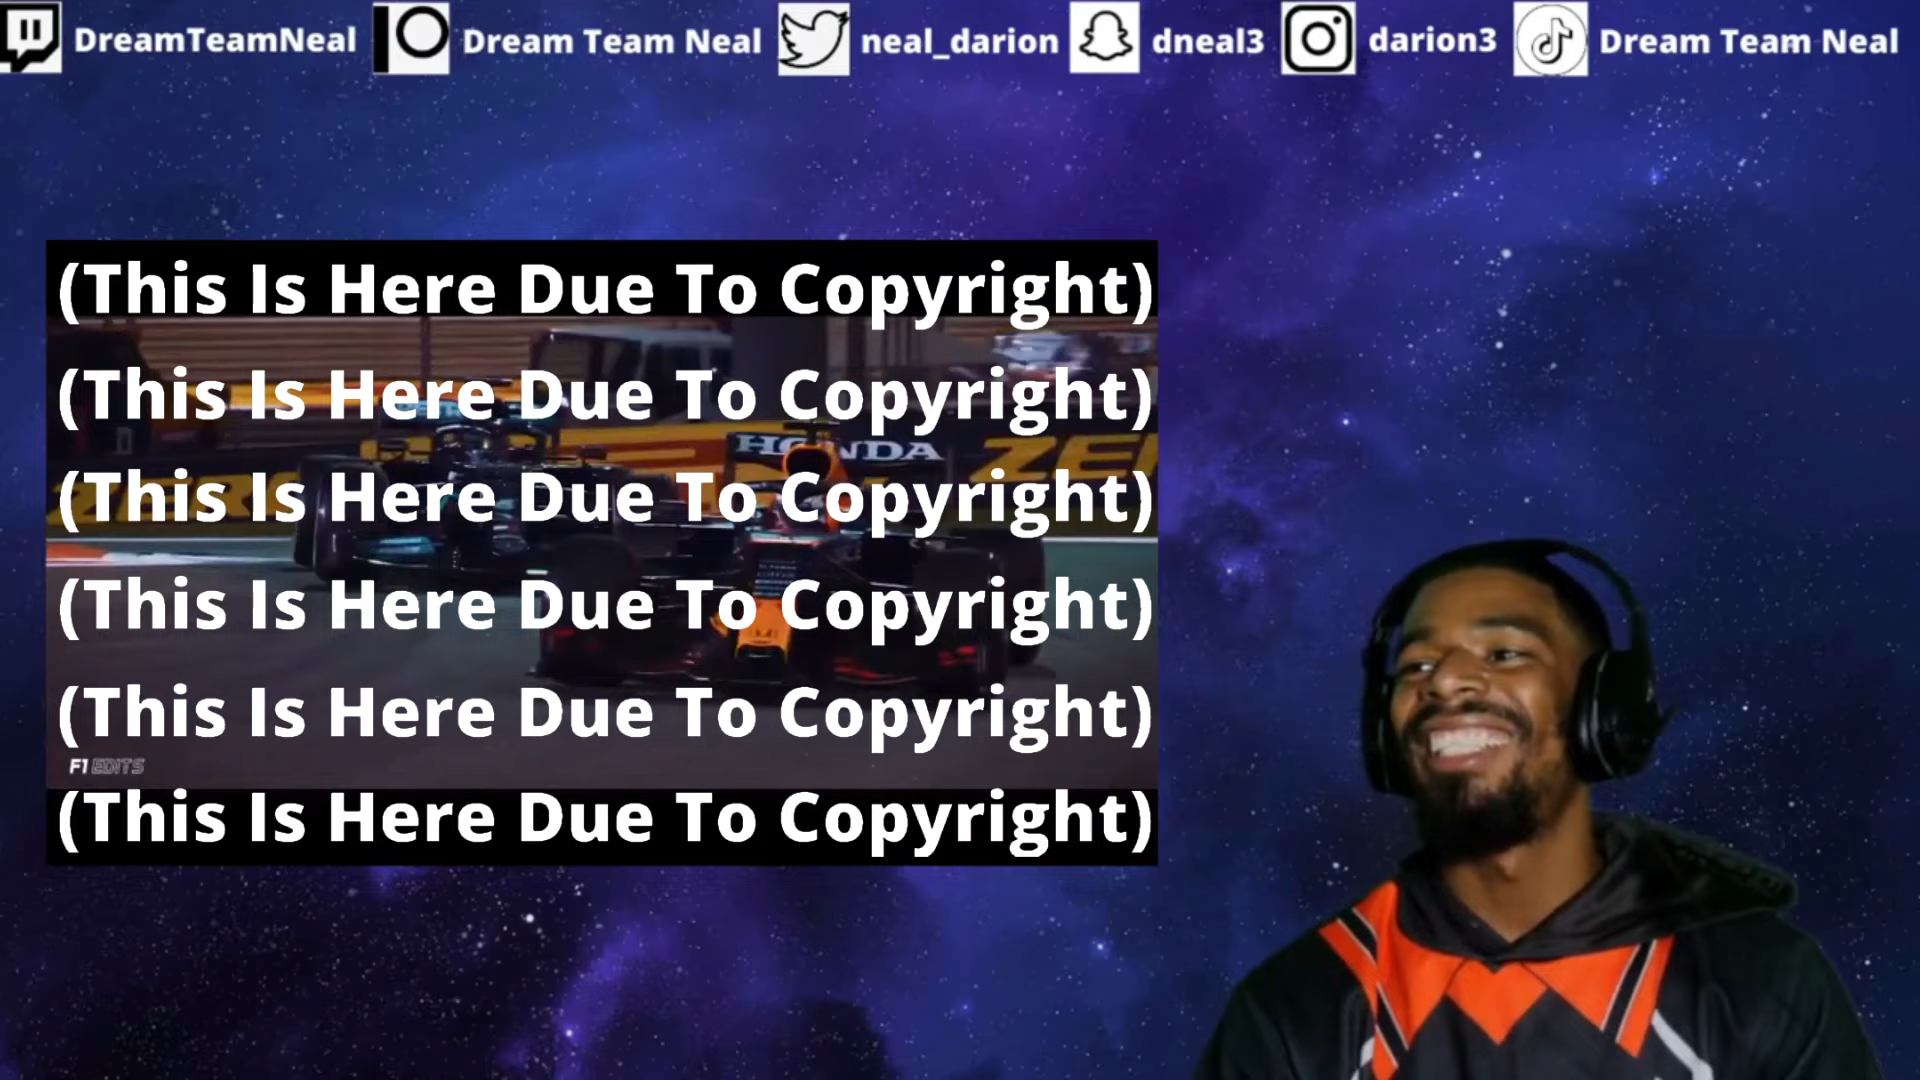 DreamTeamNeal Dream Team Neal neal_darion dneal3 darion3 Dream Team Neal
(This Is Here Due To Copyright)
(This Is Here Due To Copyright)
HONDA ZE
(This Is Here Due To Copyright)
(This Is Here Due To Copyright)
(This Is Here Due To Copyright)
F1 EDITS
(This Is Here Due To Copyright)